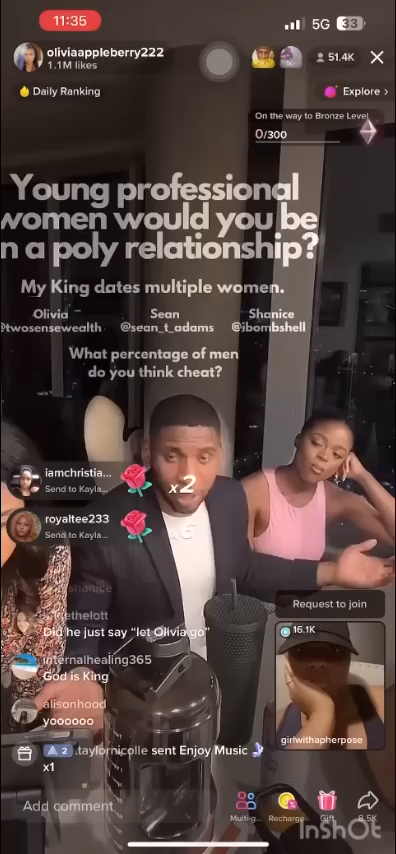 11:35
5G 33
oliviaappleberry222
1.1M likes
51.4K
Daily Ranking
Explore
On the way to Bronze Level
0/300
Young professional
women would you be
n a poly relationship?
My King dates multiple women.
Olivia Sean Shanice
@twosensewealth @sean_t_adams @ibombshell
What percentage of men
do you think cheat?
iamchristia...
Send to Kayla...
x2
royaltee233
Send to Kayla...
x6
shanice
ethelott
Did he just say "let Olivia go"
internalhealing365
God is King
alisonhood
yoooooo
Request to join
16.1K
girlwithapherpose
2 .taylornicolle sent Enjoy Music
x1
Add comment
Multi-g... Recharge Gift 8.5K
InShOt